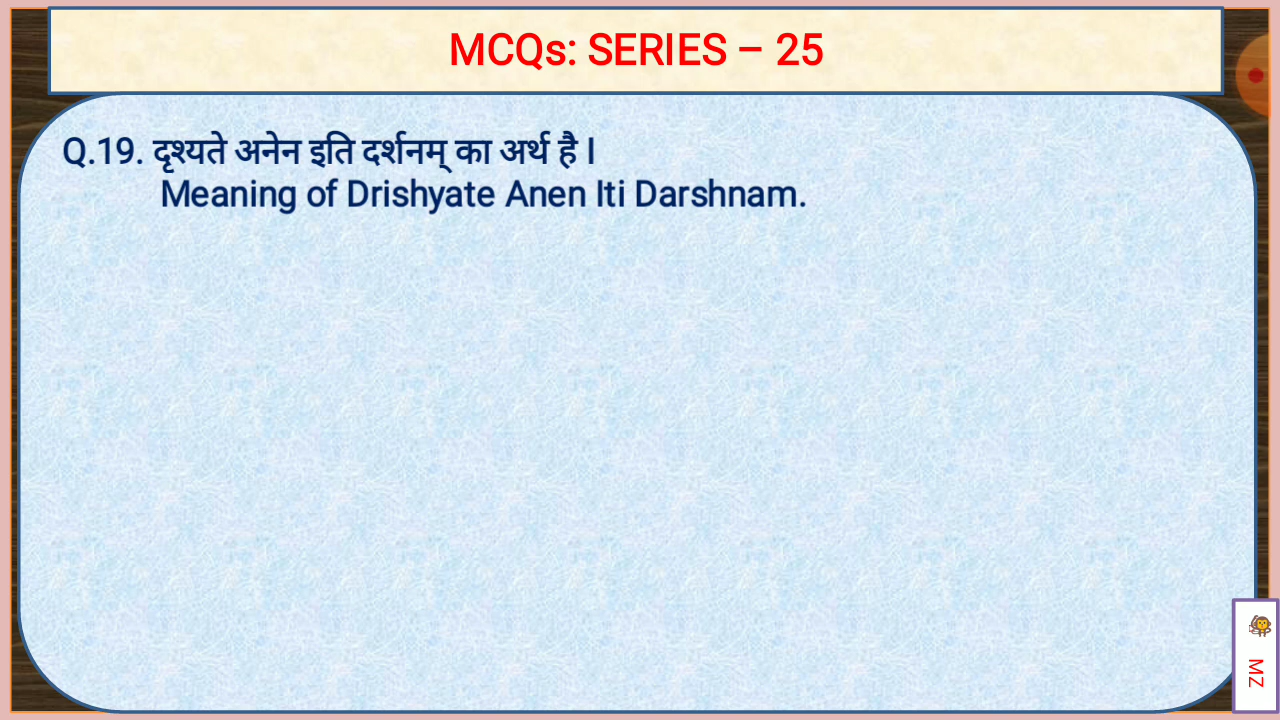 MCQs: SERIES – 25
Q.19. दृश्यते अनेन इति दर्शनम् का अर्थ है I
Meaning of Drishyate Anen Iti Darshnam.
MZ